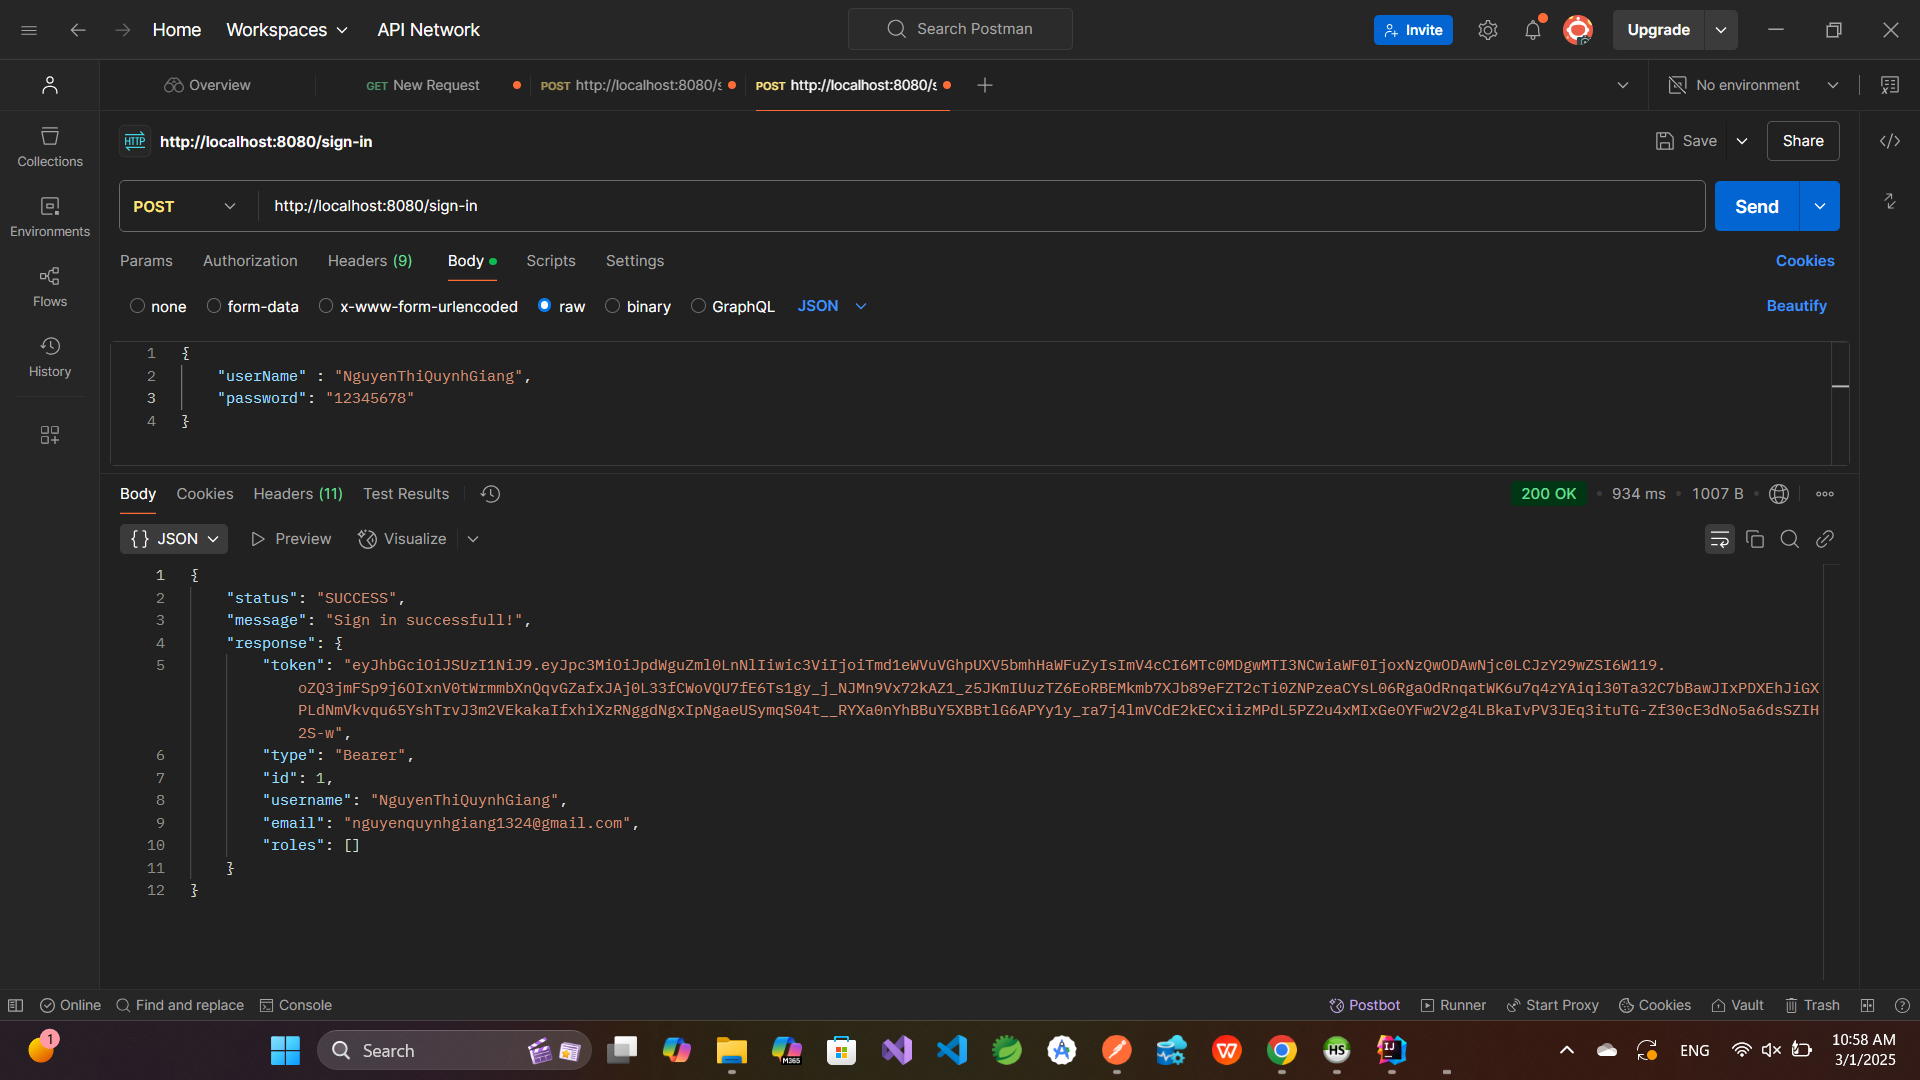 Home Workspaces API Network Search Postman Invite Upgrade
Overview GET New Request POST http://localhost:8080/s POST http://localhost:8080/s No environment
HTTP http://localhost:8080/sign-in Save Share
Collections
Environments
Flows
History
POST http://localhost:8080/sign-in Send
Params Authorization Headers (9) Body Scripts Settings Cookies
none form-data x-www-form-urlencoded raw binary GraphQL JSON Beautify
1 {
2 "userName" : "NguyenThiQuynhGiang",
3 "password": "12345678"
4 }
Body Cookies Headers (11) Test Results 200 OK • 934 ms • 1007 B •
{} JSON Preview Visualize
1 {
2 "status": "SUCCESS",
3 "message": "Sign in successfull!",
4 "response": {
5 "token": "eyJhbGciOiJSUzI1NiJ9.eyJpc3MiOiJpdWguZml0LnNlIiwic3ViIjoiTmd1eWVuVGhpUXV5bmhHaWFuZyIsImV4cCI6MTc0MDgwMTI3NCwiaWF0IjoxNzQwODAwNjc0LCJzY29wZSI6W119.
oZQ3jmFSp9j6OIxnV0tWrmmbXnQqvGZafxJAj0L33fCWoVQU7fE6Ts1gy_j_NJMn9Vx72kAZ1_z5JKmIUuzTZ6EoRBEMkmb7XJb89eFZT2cTi0ZNPzeaCYsL06RgaOdRnqatWK6u7q4zYAiqi30Ta32C7bBawJIxPDXEhJiGX
PLdNmVkvqu65YshTrvJ3m2VEkakaIfxhiXzRNggdNgxIpNgaeUSymqS04t__RYXa0nYhBBuY5XBBtlG6APYy1y_ra7j4lmVCdE2kECxiizMPdL5PZ2u4xMIxGeOYFw2V2g4LBkaIvPV3JEq3ituTG-Zf30cE3dNo5a6dsSZIH
2S-w",
6 "type": "Bearer",
7 "id": 1,
8 "username": "NguyenThiQuynhGiang",
9 "email": "nguyenquynhgiang1324@gmail.com",
10 "roles": []
11 }
12 }
Online Find and replace Console Postbot Runner Start Proxy Cookies Vault Trash
1 Search M365 HS IJ ENG 10:58 AM
3/1/2025